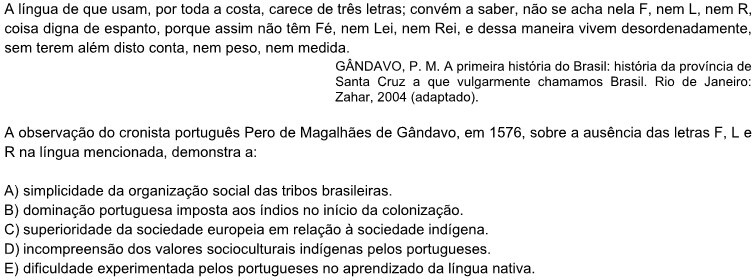 A língua de que usam, por toda a costa, carece de três letras; convém a saber, não se acha nela F, nem L, nem R,
coisa digna de espanto, porque assim não têm Fé, nem Lei, nem Rei, e dessa maneira vivem desordenadamente,
sem terem além disto conta, nem peso, nem medida.
GÂNDAVO, P. M. A primeira história do Brasil: história da província de
Santa Cruz a que vulgarmente chamamos Brasil. Rio de Janeiro:
Zahar, 2004 (adaptado).
A observação do cronista português Pero de Magalhães de Gândavo, em 1576, sobre a ausência das letras F, L e
R na língua mencionada, demonstra a:
A) simplicidade da organização social das tribos brasileiras.
B) dominação portuguesa imposta aos índios no início da colonização.
C) superioridade da sociedade europeia em relação à sociedade indígena.
D) incompreensão dos valores socioculturais indígenas pelos portugueses.
E) dificuldade experimentada pelos portugueses no aprendizado da língua nativa.